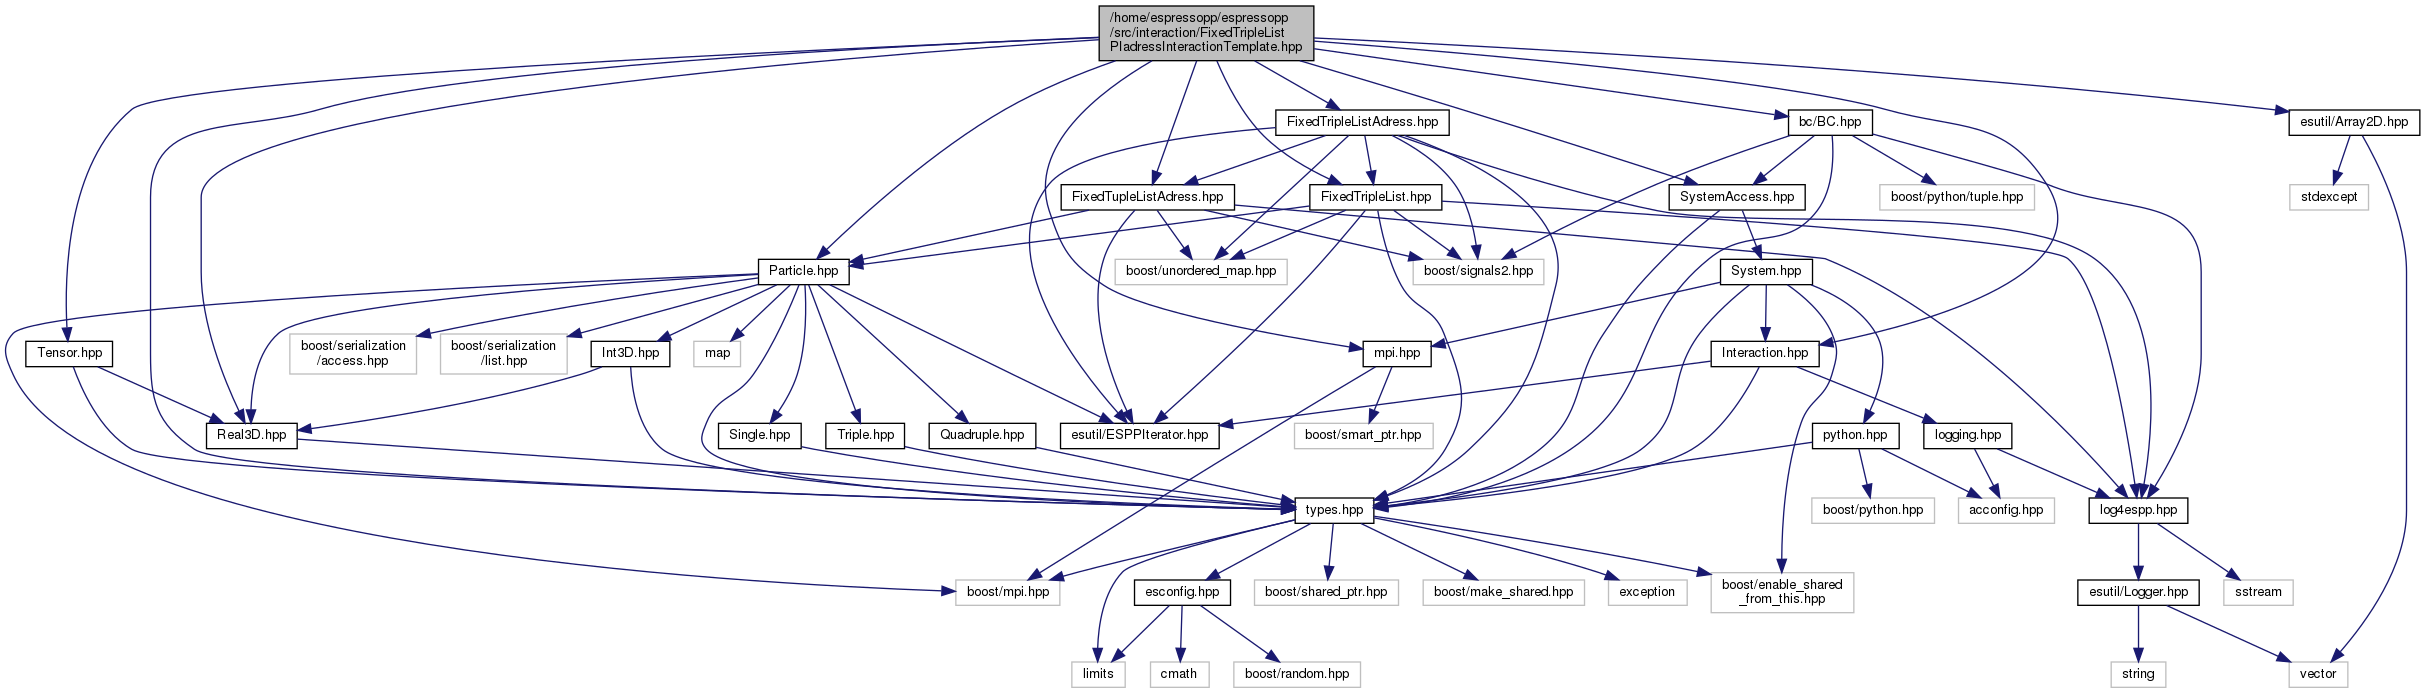 /home/espressopp/espressopp
/src/interaction/FixedTripleList
PIadressInteractionTemplate.hpp
FixedTripleListAdress.hpp
bc/BC.hpp
esutil/Array2D.hpp
FixedTupleListAdress.hpp
FixedTripleList.hpp
SystemAccess.hpp
boost/python/tuple.hpp
stdexcept
Particle.hpp
boost/unordered_map.hpp
boost/signals2.hpp
System.hpp
Tensor.hpp
boost/serialization
/access.hpp
boost/serialization
/list.hpp
Int3D.hpp
map
mpi.hpp
Interaction.hpp
Real3D.hpp
Single.hpp
Triple.hpp
Quadruple.hpp
esutil/ESPPIterator.hpp
boost/smart_ptr.hpp
python.hpp
logging.hpp
types.hpp
boost/python.hpp
acconfig.hpp
log4espp.hpp
boost/mpi.hpp
esconfig.hpp
boost/shared_ptr.hpp
boost/make_shared.hpp
exception
boost/enable_shared
_from_this.hpp
esutil/Logger.hpp
sstream
limits
cmath
boost/random.hpp
string
vector